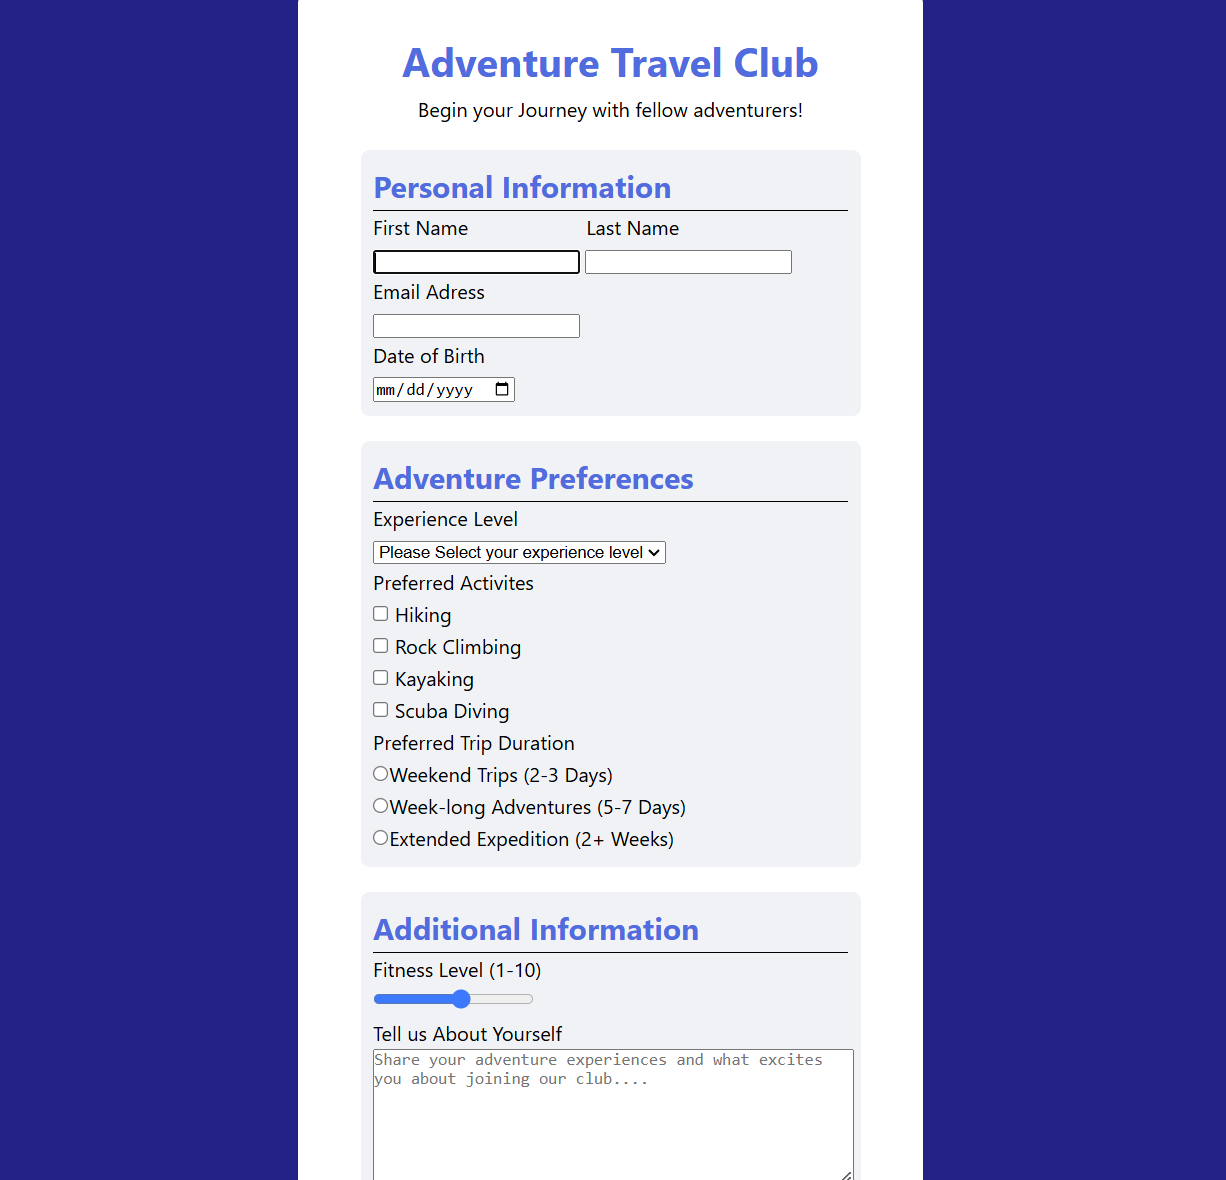 Adventure Travel Club
Begin your Journey with fellow adventurers!
Personal Information
First Name Last Name
Email Adress
Date of Birth
mm/dd/yyyy
Adventure Preferences
Experience Level
Please Select your experience level
Preferred Activites
Hiking
Rock Climbing
Kayaking
Scuba Diving
Preferred Trip Duration
Weekend Trips (2-3 Days)
Week-long Adventures (5-7 Days)
Extended Expedition (2+ Weeks)
Additional Information
Fitness Level (1-10)
Tell us About Yourself
Share your adventure experiences and what excites
you about joining our club....